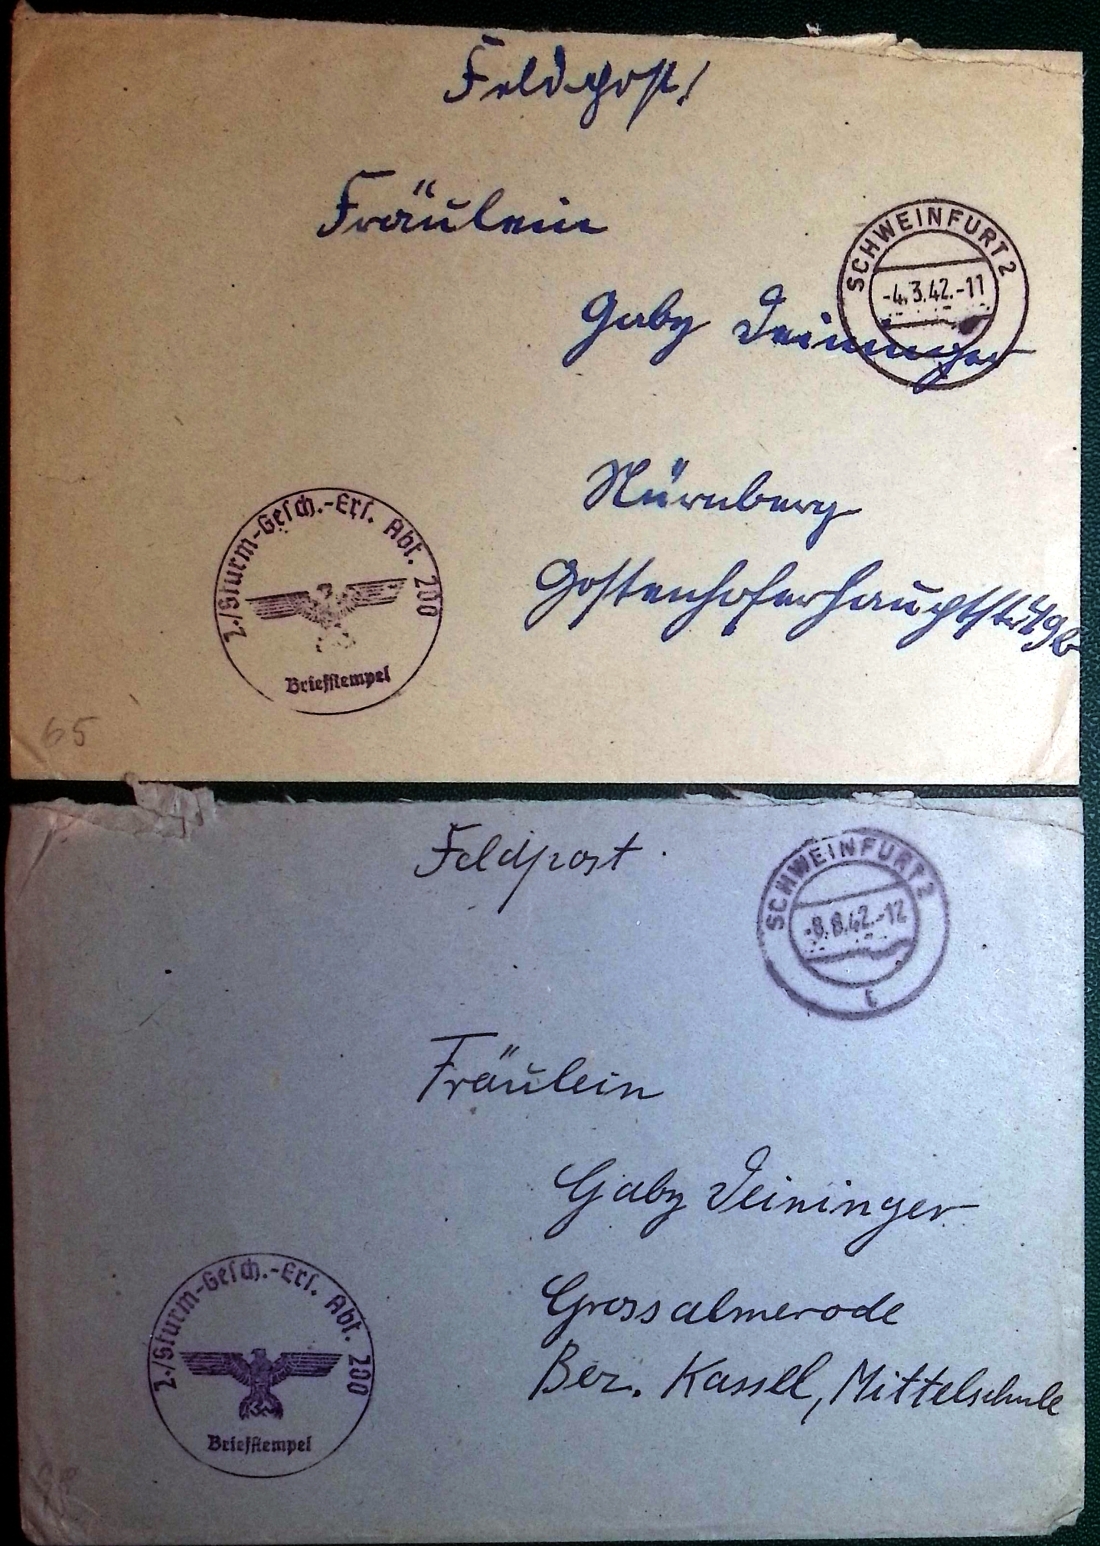 Feldpost!
Fräulein
SCHWEINFURT 2
-4.3.42.-11
Gaby Deininger
Nürnberg
2./Sturm-Gesch.-Ers. Abt. 200
Briefstempel
Gostenhoferhauptstr
65
Feldpost
SCHWEINFURT 2
-8.8.42.-12
c
Fräulein
Gaby Deininger
Grossalmerode
Bez. Kassel, Mittelschule
2./Sturm-Gesch.-Ers. Abt. 200
Briefstempel